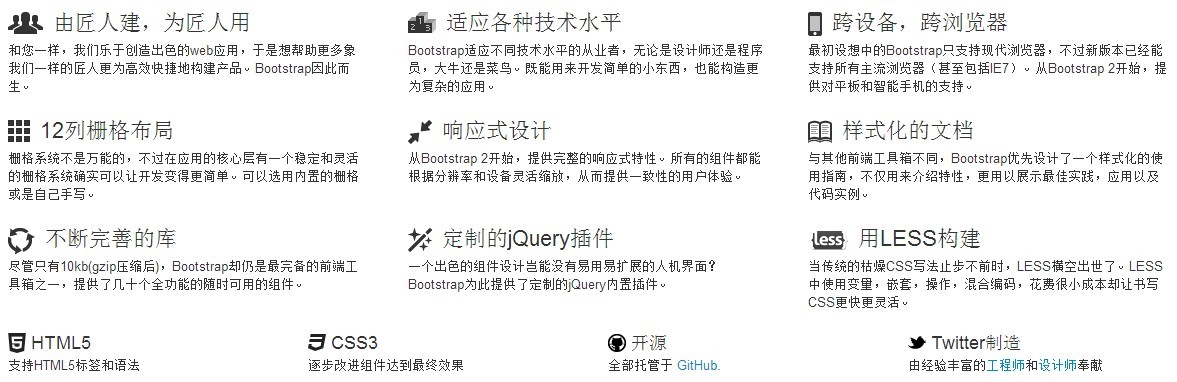 由匠人建，为匠人用
和您一样，我们乐于创造出色的web应用，于是想帮助更多象
我们一样的匠人更为高效快捷地构建产品。Bootstrap因此而
生。
适应各种技术水平
Bootstrap适应不同技术水平的从业者，无论是设计师还是程序
员，大牛还是菜鸟。既能用来开发简单的小东西，也能构造更
为复杂的应用。
跨设备，跨浏览器
最初设想中的Bootstrap只支持现代浏览器，不过新版本已经能
支持所有主流浏览器（甚至包括IE7）。从Bootstrap 2开始，提
供对平板和智能手机的支持。
12列栅格布局
栅格系统不是万能的，不过在应用的核心层有一个稳定和灵活
的栅格系统确实可以让开发变得更简单。可以选用内置的栅格
或是自己手写。
响应式设计
从Bootstrap 2开始，提供完整的响应式特性。所有的组件都能
根据分辨率和设备灵活缩放，从而提供一致性的用户体验。
样式化的文档
与其他前端工具箱不同，Bootstrap优先设计了一个样式化的使
用指南，不仅用来介绍特性，更用以展示最佳实践，应用以及
代码实例。
不断完善的库
尽管只有10kb(gzip压缩后)，Bootstrap却仍是最完备的前端工
具箱之一，提供了几十个全功能的随时可用的组件。
定制的jQuery插件
一个出色的组件设计岂能没有易用易扩展的人机界面？
Bootstrap为此提供了定制的jQuery内置插件。
less
用LESS构建
当传统的枯燥CSS写法止步不前时，LESS横空出世了。LESS
中使用变量，嵌套，操作，混合编码，花费很小成本却让书写
CSS更快更灵活。
HTML5
支持HTML5标签和语法
CSS3
逐步改进组件达到最终效果
开源
全部托管于 GitHub.
Twitter制造
由经验丰富的工程师和设计师奉献